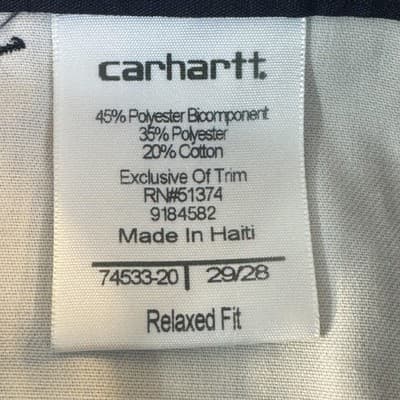 carhartt.
45% Polyester Bicomponent
35% Polyester
20% Cotton
Exclusive Of Trim
RN#51374
9184582
Made In Haiti
74533-20 | 29/28
Relaxed Fit